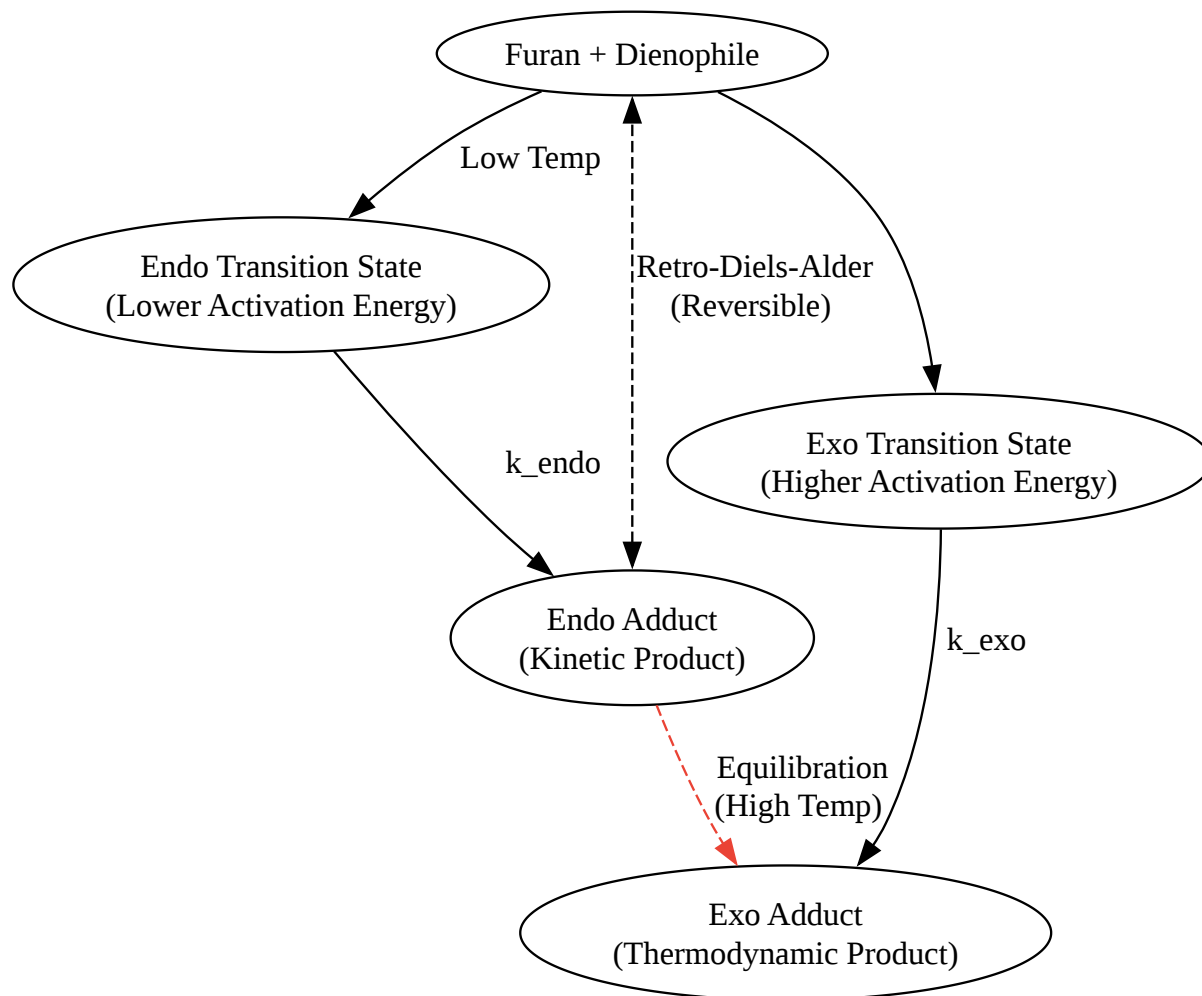 Furan + Dienophile
Low Temp
Endo Transition State
(Lower Activation Energy)
Retro-Diels-Alder
(Reversible)
Exo Transition State
(Higher Activation Energy)
k_endo
Endo Adduct
(Kinetic Product)
k_exo
Equilibration
(High Temp)
Exo Adduct
(Thermodynamic Product)